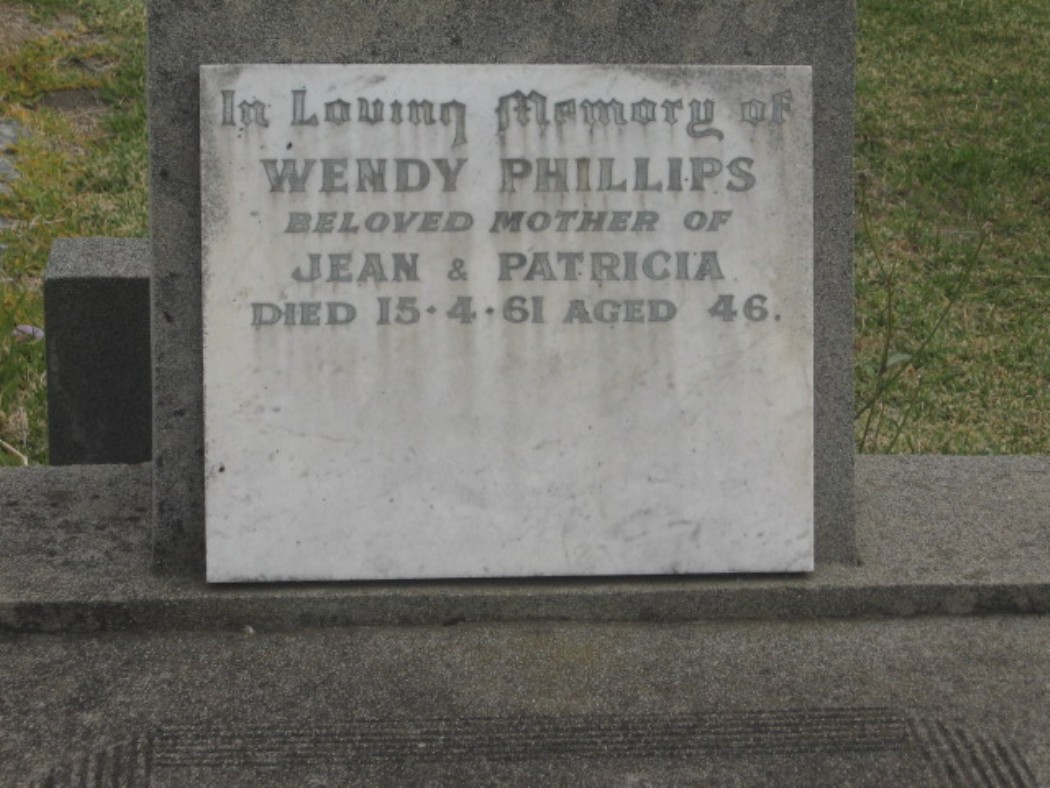 In Loving Memory of
WENDY PHILLIPS
BELOVED MOTHER OF
JEAN & PATRICIA
DIED 15·4·61 AGED 46.